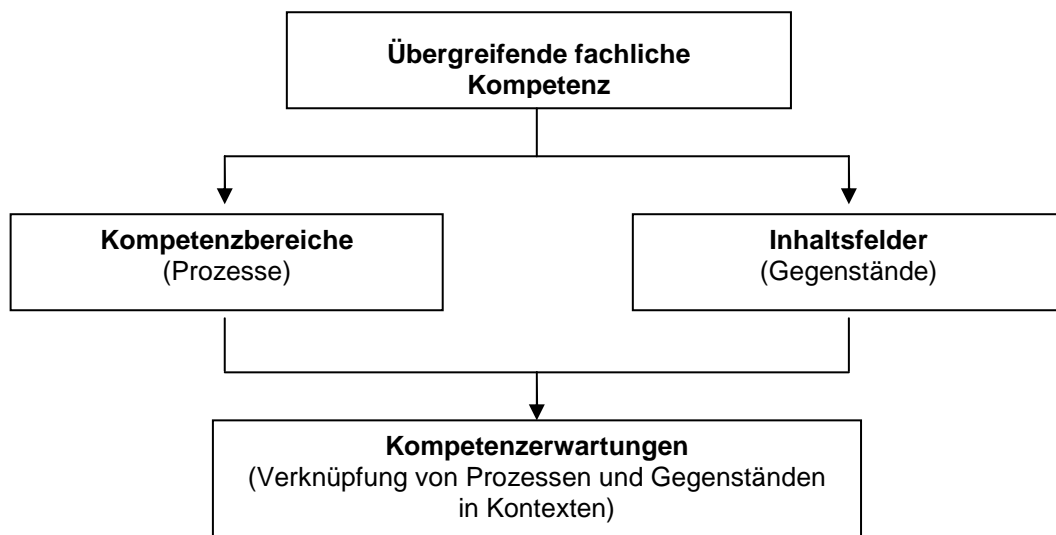 Übergreifende fachliche
Kompetenz
Kompetenzbereiche
(Prozesse)
Inhaltsfelder
(Gegenstände)
Kompetenzerwartungen
(Verknüpfung von Prozessen und Gegenständen
in Kontexten)